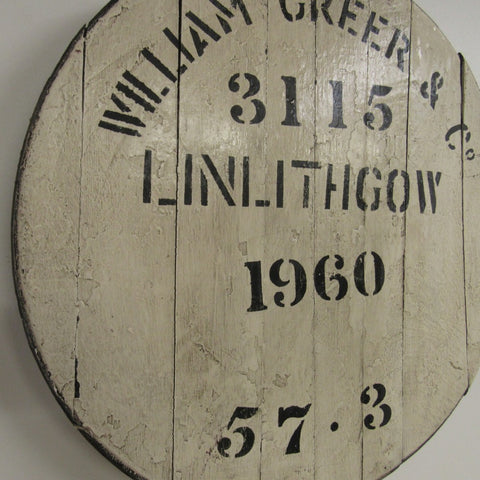 WILLIAM GREER & Co
3115
LINLITHGOW
1960
57·3